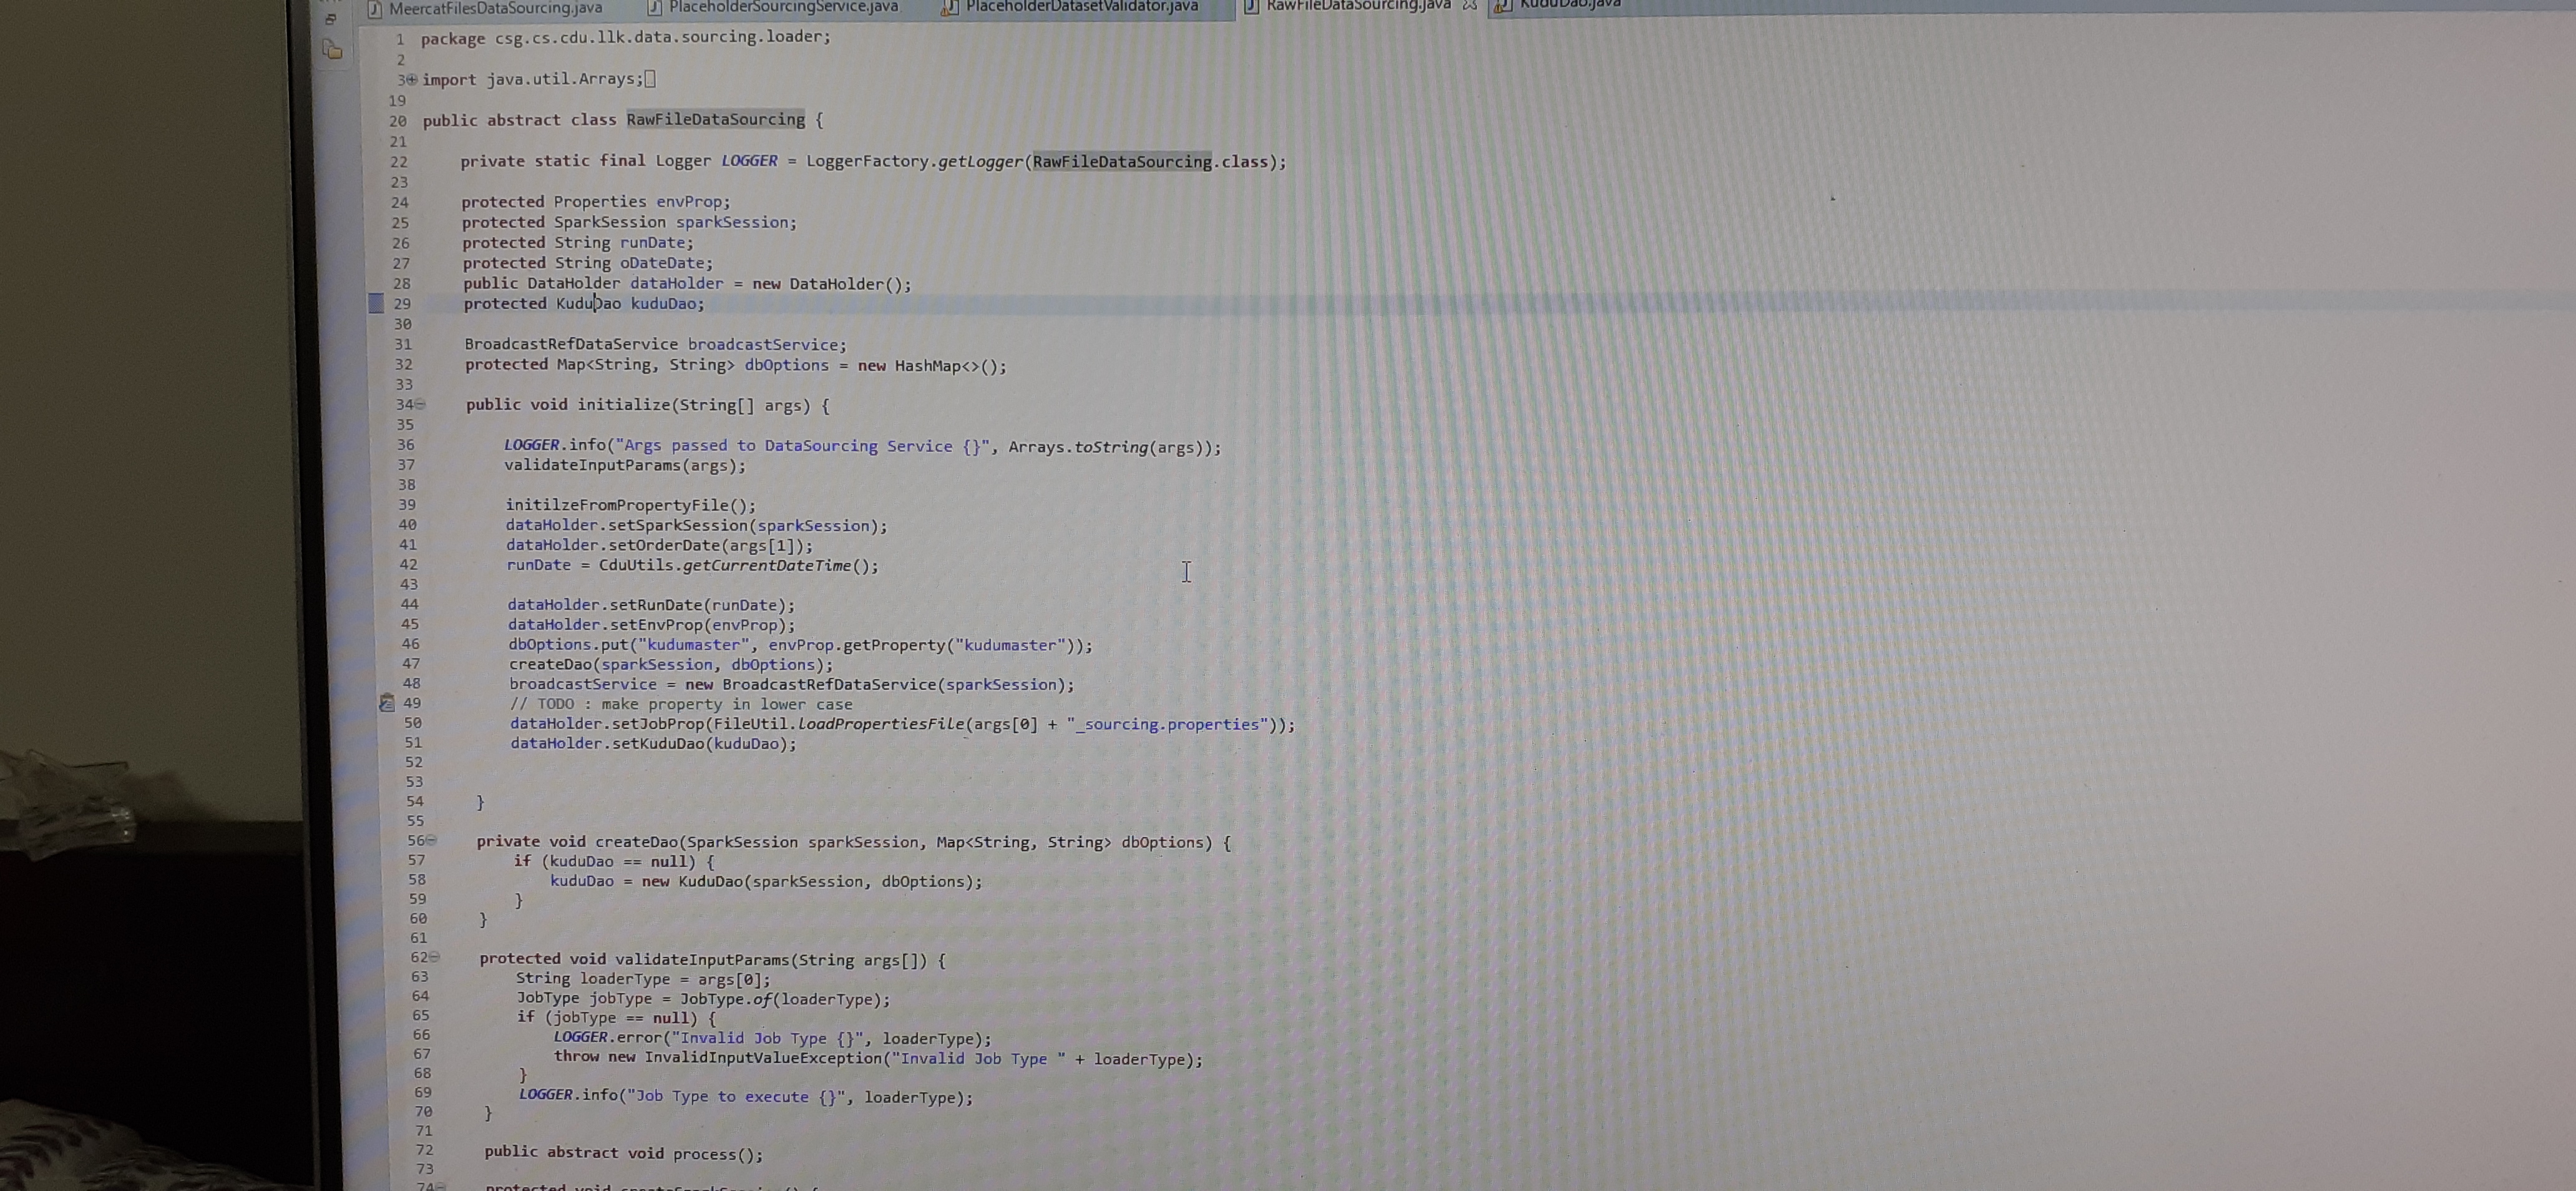 MeercatFilesDataSourcing.java PlaceholderSourcingService.java PlaceholderDatasetValidator.java RawFileDataSourcing.java KuduDao.java
1 package csg.cs.cdu.llk.data.sourcing.loader;
2
3 import java.util.Arrays;
19
20 public abstract class RawFileDataSourcing {
21
22 private static final Logger LOGGER = LoggerFactory.getLogger(RawFileDataSourcing.class);
23
24 protected Properties envProp;
25 protected SparkSession sparkSession;
26 protected String runDate;
27 protected String oDateDate;
28 public DataHolder dataHolder = new DataHolder();
29 protected KuduDao kuduDao;
30
31 BroadcastRefDataService broadcastService;
32 protected Map<String, String> dbOptions = new HashMap<>();
33
34 public void initialize(String[] args) {
35
36 LOGGER.info("Args passed to DataSourcing Service {}", Arrays.toString(args));
37 validateInputParams(args);
38
39 initilzeFromPropertyFile();
40 dataHolder.setSparkSession(sparkSession);
41 dataHolder.setOrderDate(args[1]);
42 runDate = CduUtils.getCurrentDateTime();
43
44 dataHolder.setRunDate(runDate);
45 dataHolder.setEnvProp(envProp);
46 dbOptions.put("kudumaster", envProp.getProperty("kudumaster"));
47 createDao(sparkSession, dbOptions);
48 broadcastService = new BroadcastRefDataService(sparkSession);
49 // TODO : make property in lower case
50 dataHolder.setJobProp(FileUtil.loadPropertiesFile(args[0] + "_sourcing.properties"));
51 dataHolder.setKuduDao(kuduDao);
52
53
54 }
55
56 private void createDao(SparkSession sparkSession, Map<String, String> dbOptions) {
57 if (kuduDao == null) {
58 kuduDao = new KuduDao(sparkSession, dbOptions);
59 }
60 }
61
62 protected void validateInputParams(String args[]) {
63 String loaderType = args[0];
64 JobType jobType = JobType.of(loaderType);
65 if (jobType == null) {
66 LOGGER.error("Invalid Job Type {}", loaderType);
67 throw new InvalidInputValueException("Invalid Job Type " + loaderType);
68 }
69 LOGGER.info("Job Type to execute {}", loaderType);
70 }
71
72 public abstract void process();
73
74 protected void